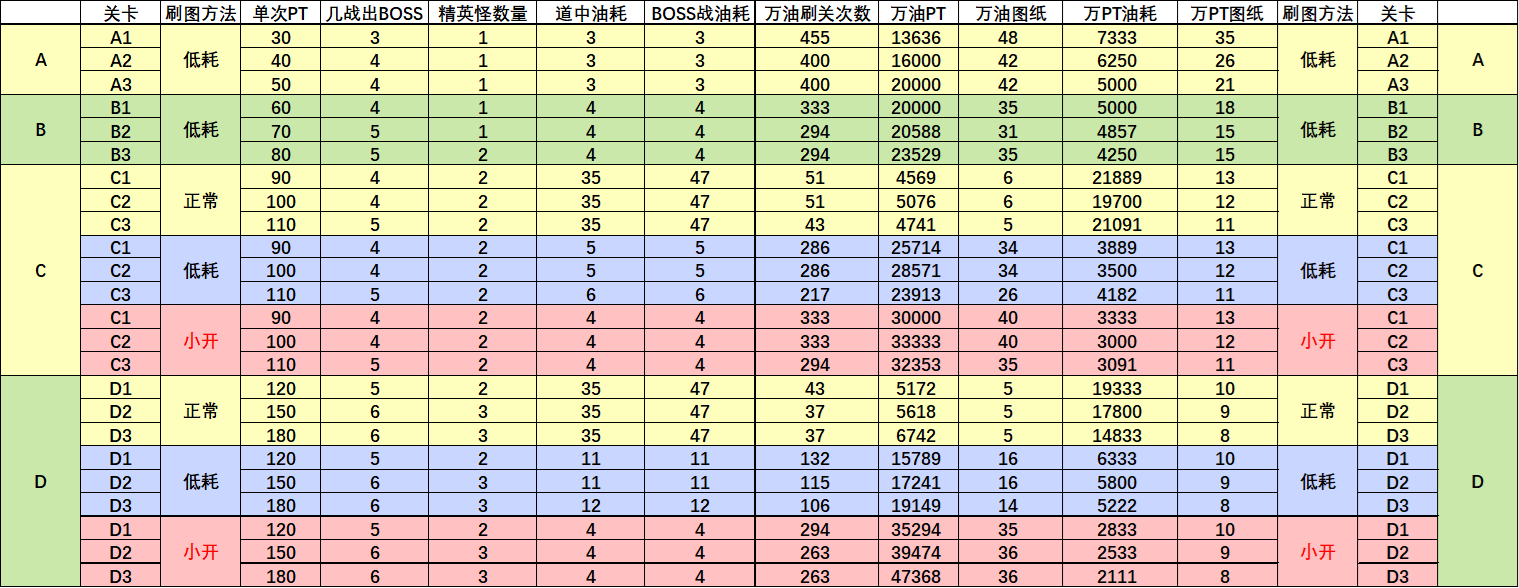 关卡 刷图方法 单次PT 几战出BOSS 精英怪数量 道中油耗 BOSS战油耗 万油刷关次数 万油PT 万油图纸 万PT油耗 万PT图纸 刷图方法 关卡
A A1 低耗 30 3 1 3 3 455 13636 48 7333 35 低耗 A1 A
A2 40 4 1 3 3 400 16000 42 6250 26 A2
A3 50 4 1 3 3 400 20000 42 5000 21 A3
B B1 低耗 60 4 1 4 4 333 20000 35 5000 18 低耗 B1 B
B2 70 5 1 4 4 294 20588 31 4857 15 B2
B3 80 5 2 4 4 294 23529 35 4250 15 B3
C C1 正常 90 4 2 35 47 51 4569 6 21889 13 正常 C1 C
C2 100 4 2 35 47 51 5076 6 19700 12 C2
C3 110 5 2 35 47 43 4741 5 21091 11 C3
C1 低耗 90 4 2 5 5 286 25714 34 3889 13 低耗 C1
C2 100 4 2 5 5 286 28571 34 3500 12 C2
C3 110 5 2 6 6 217 23913 26 4182 11 C3
C1 小开 90 4 2 4 4 333 30000 40 3333 13 小开 C1
C2 100 4 2 4 4 333 33333 40 3000 12 C2
C3 110 5 2 4 4 294 32353 35 3091 11 C3
D D1 正常 120 5 2 35 47 43 5172 5 19333 10 正常 D1 D
D2 150 6 3 35 47 37 5618 5 17800 9 D2
D3 180 6 3 35 47 37 6742 5 14833 8 D3
D1 低耗 120 5 2 11 11 132 15789 16 6333 10 低耗 D1
D2 150 6 3 11 11 115 17241 16 5800 9 D2
D3 180 6 3 12 12 106 19149 14 5222 8 D3
D1 小开 120 5 2 4 4 294 35294 35 2833 10 小开 D1
D2 150 6 3 4 4 263 39474 36 2533 9 D2
D3 180 6 3 4 4 263 47368 36 2111 8 D3